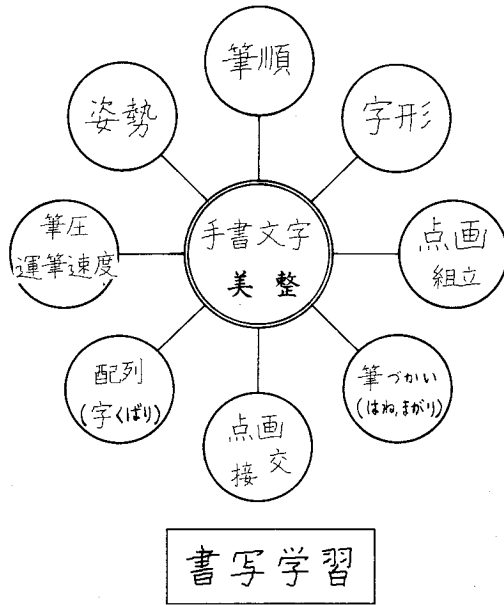 筆順
姿勢
字形
筆圧
運筆速度
手書文字
美整
点画
組立
配列
(字くばり)
筆づかい
(はね,まがり)
点画
接交
書写学習